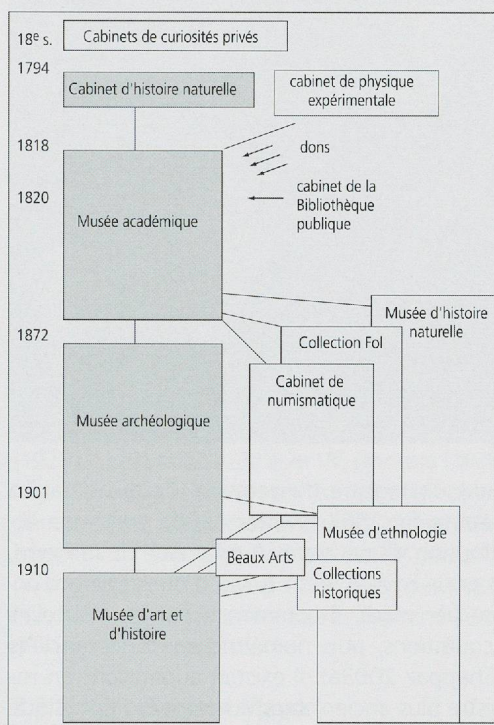 18e s.
Cabinets de curiosités privés
1794
Cabinet d'histoire naturelle
cabinet de physique
expérimentale
1818
dons
1820
cabinet de la
Bibliothèque
publique
Musée académique
Musée d'histoire
naturelle
1872
Collection Fol
Cabinet de
numismatique
Musée archéologique
1901
Musée d'ethnologie
Beaux Arts
1910
Collections
historiques
Musée d'art et
d'histoire